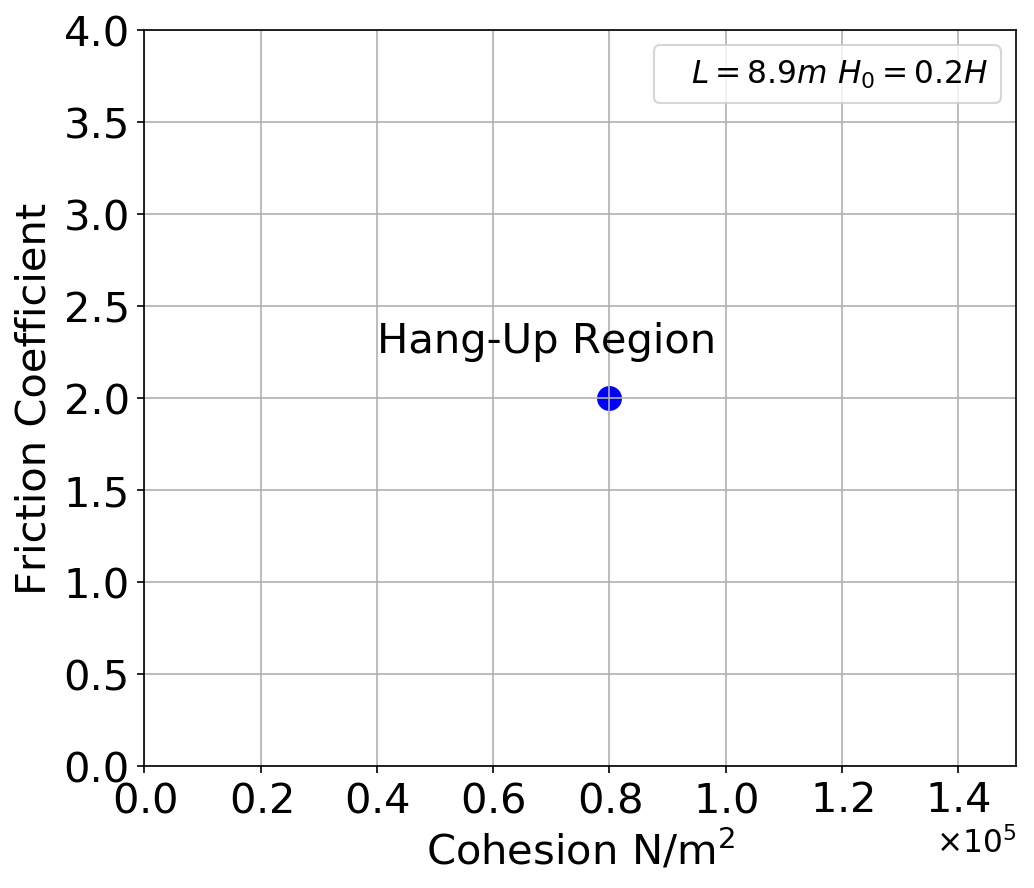 4.0
L = 8.9m H₀ = 0.2H
3.5
3.0
2.5
Hang-Up Region
2.0
1.5
1.0
0.5
0.0
Friction Coefficient
0.0 0.2 0.4 0.6 0.8 1.0 1.2 1.4
×10⁵
Cohesion N/m²